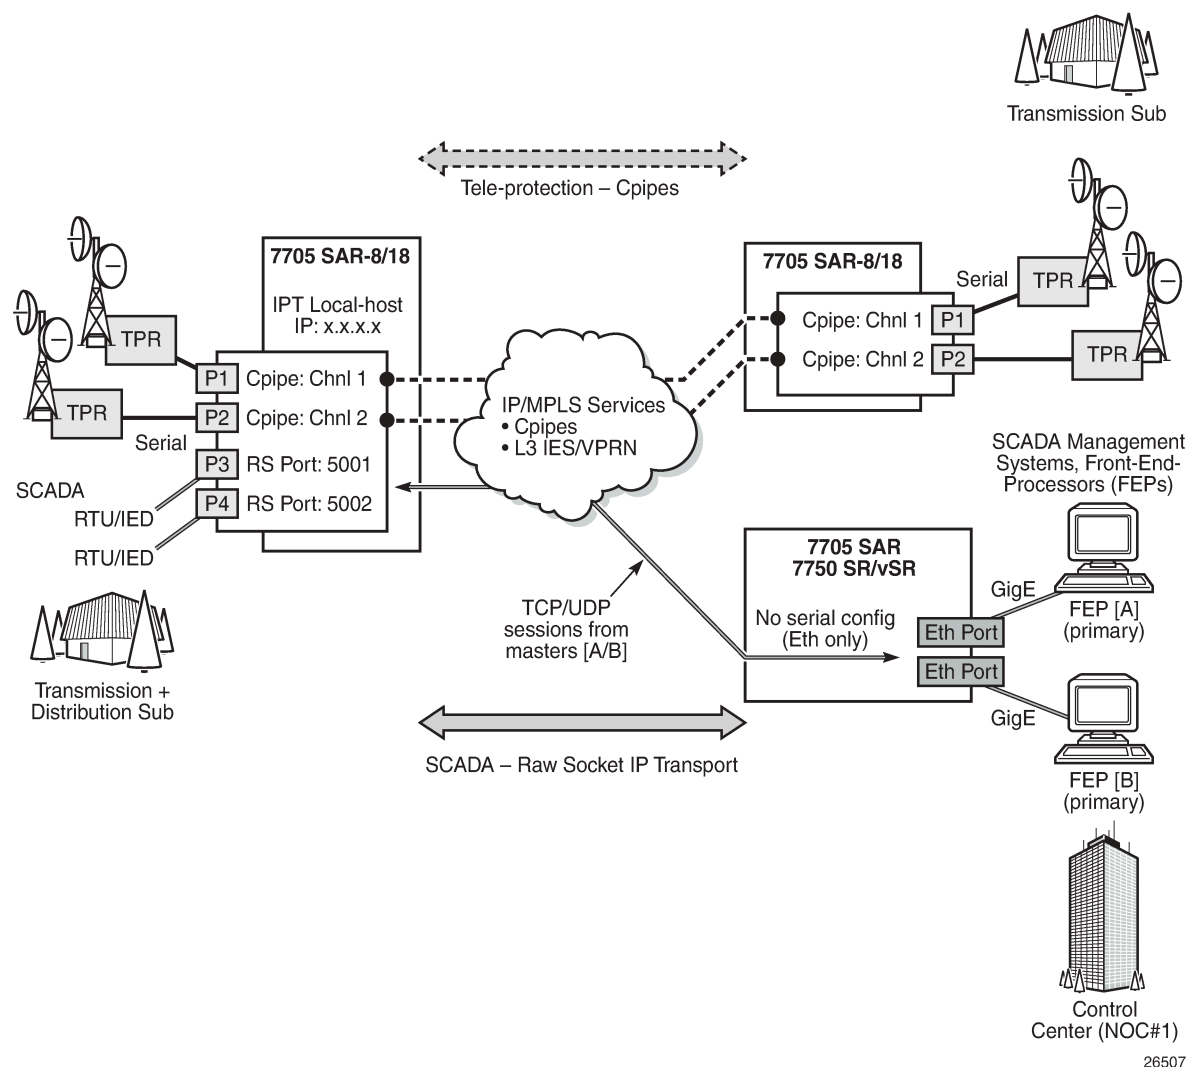 Transmission Sub
Tele-protection – Cpipes
7705 SAR-8/18
IPT Local-host
IP: x.x.x.x
TPR
TPR
P1
Cpipe: Chnl 1
P2
Cpipe: Chnl 2
Serial
P3
RS Port: 5001
P4
RS Port: 5002
SCADA
RTU/IED
RTU/IED
Transmission +
Distribution Sub
IP/MPLS Services
• Cpipes
• L3 IES/VPRN
7705 SAR-8/18
Cpipe: Chnl 1
P1
Cpipe: Chnl 2
P2
Serial
TPR
TPR
SCADA Management
Systems, Front-End-
Processors (FEPs)
TCP/UDP
sessions from
masters [A/B]
7705 SAR
7750 SR/vSR
No serial config
(Eth only)
Eth Port
Eth Port
GigE
FEP [A]
(primary)
GigE
FEP [B]
(primary)
SCADA – Raw Socket IP Transport
Control
Center (NOC#1)
26507